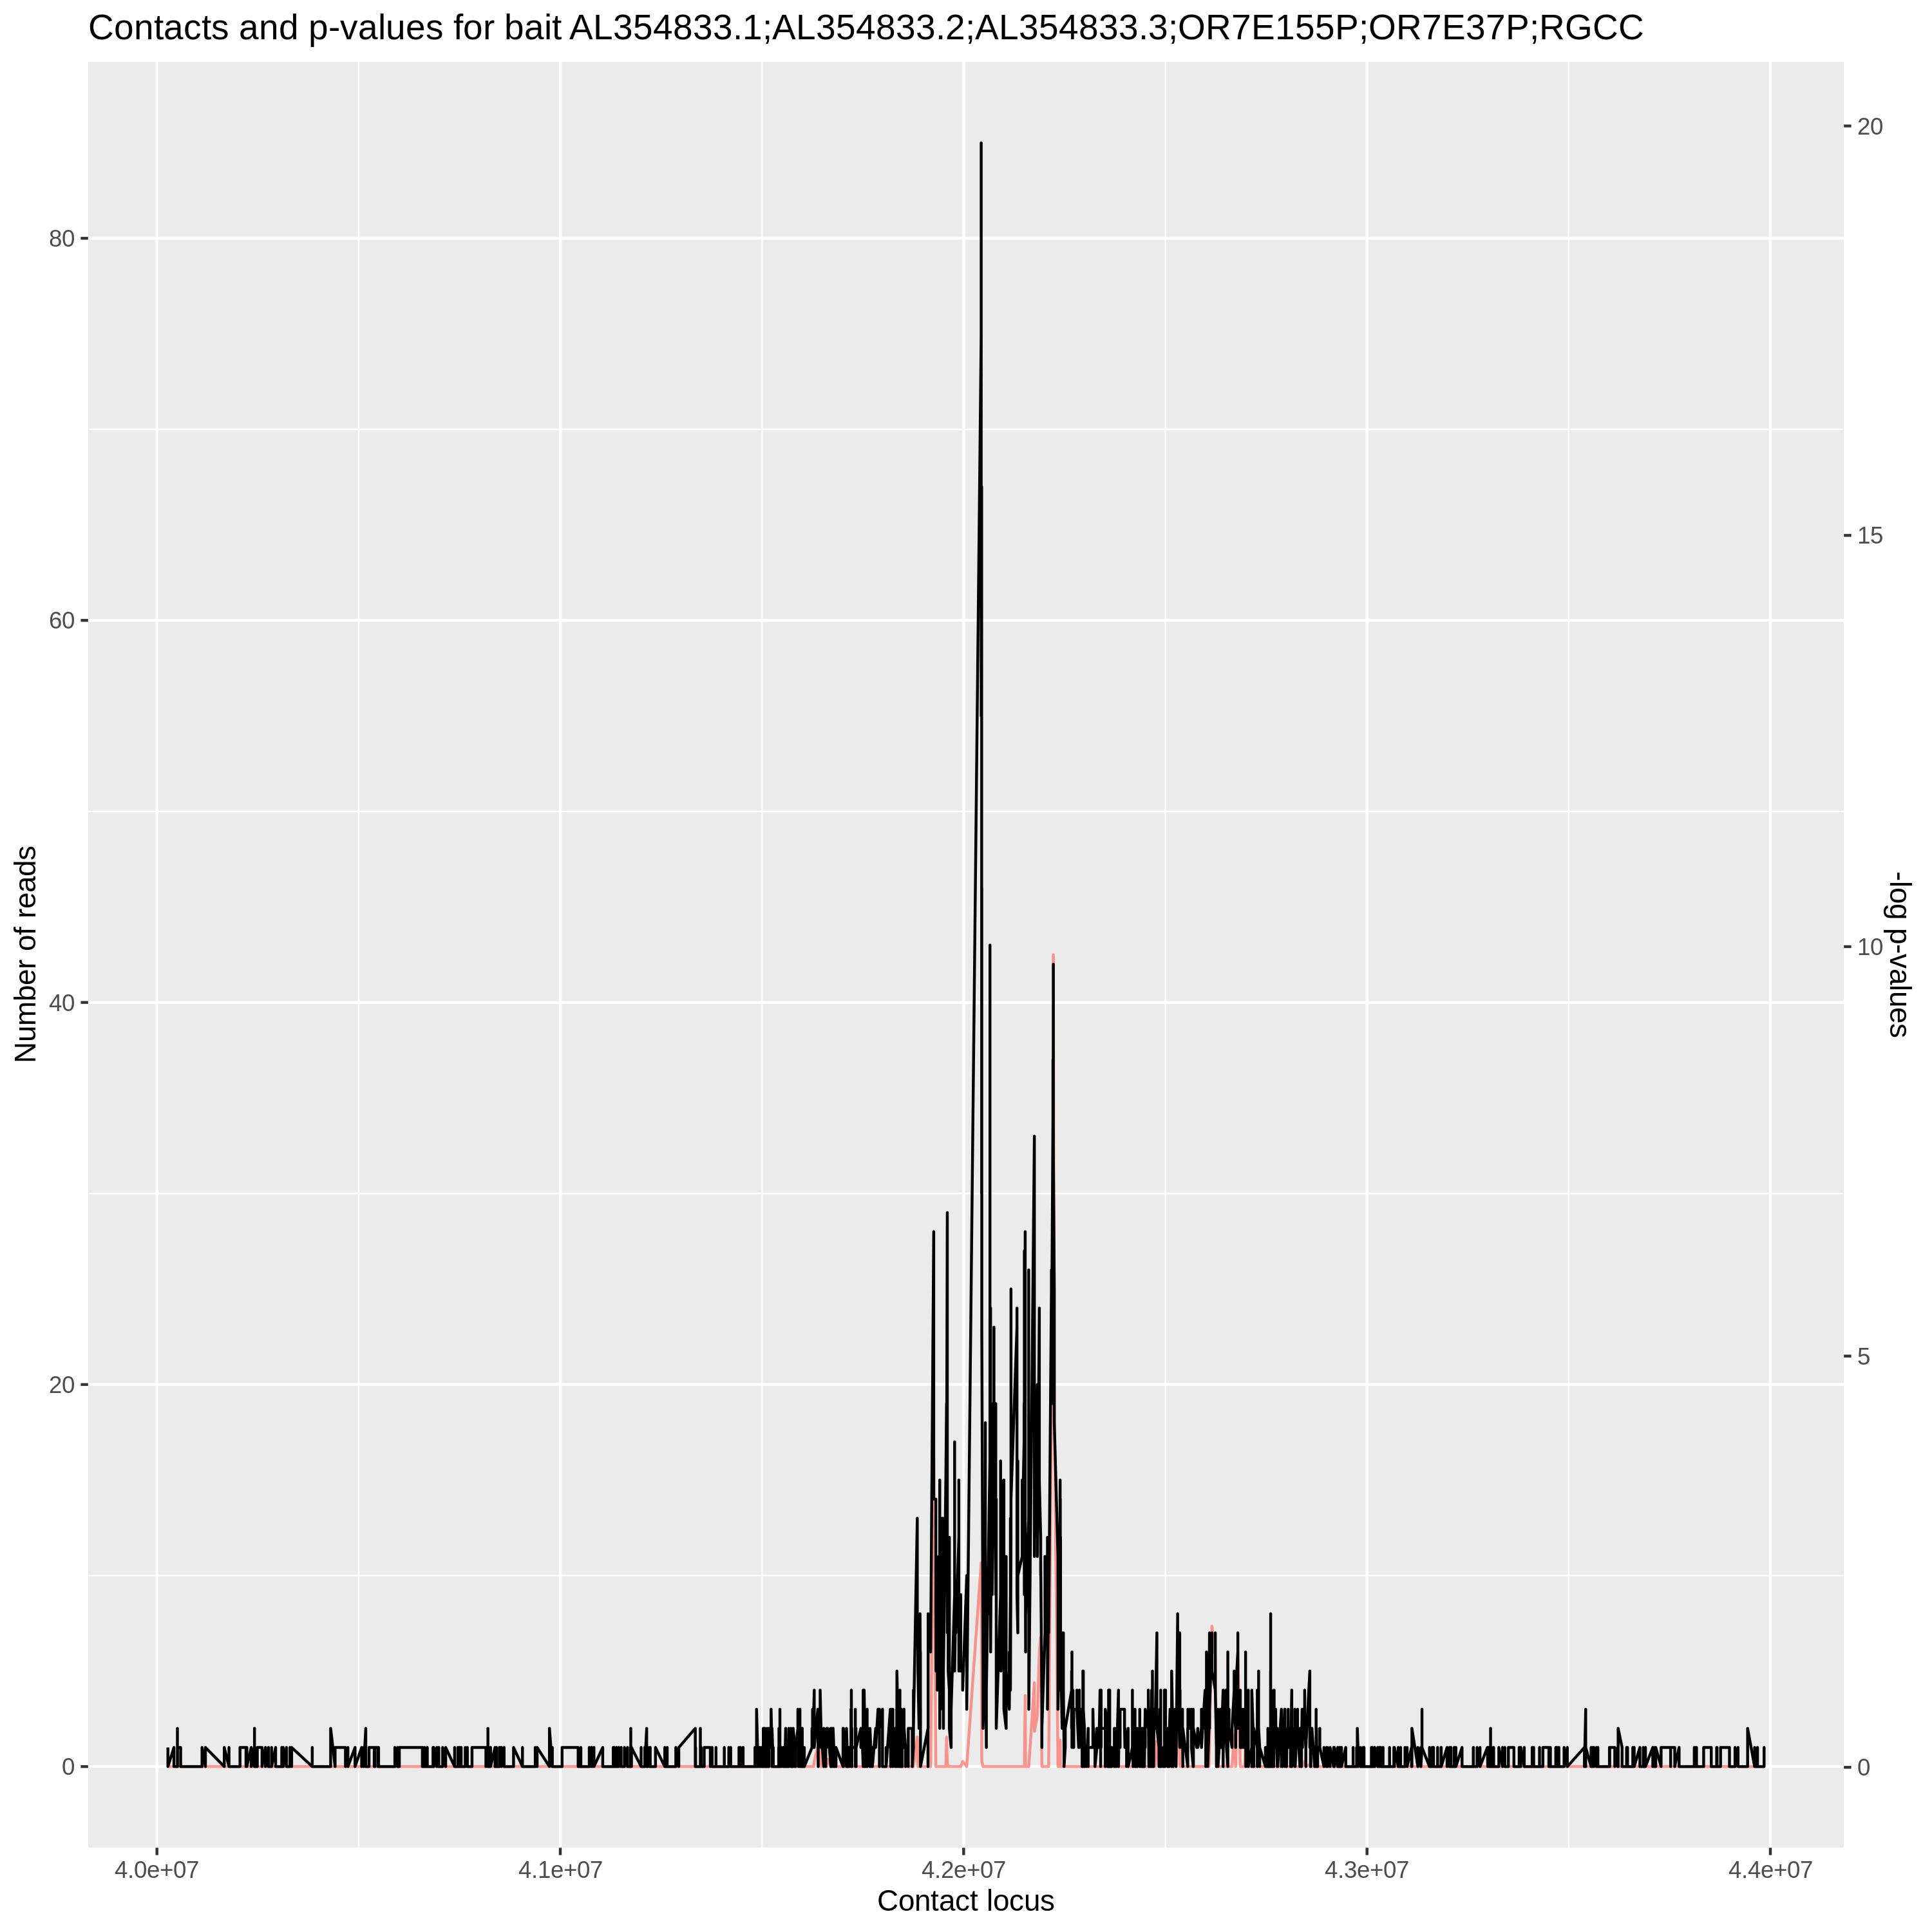 Contacts and p-values for bait AL354833.1;AL354833.2;AL354833.3;OR7E155P;OR7E37P;RGCC
Number of reads
80
60
40
20
0
20
15
10
5
0
-log p-values
4.0e+07
4.1e+07
4.2e+07
4.3e+07
4.4e+07
Contact locus